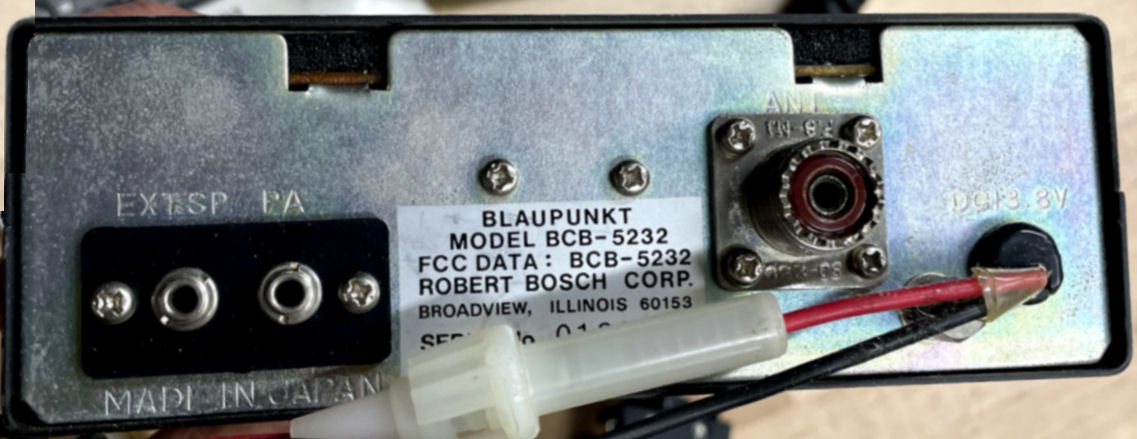 ANT.
EXT.SP PA
DC13.8V
BLAUPUNKT
MODEL BCB-5232
FCC DATA: BCB-5232
ROBERT BOSCH CORP.
BROADVIEW, ILLINOIS 60153
MADE IN JAPAN